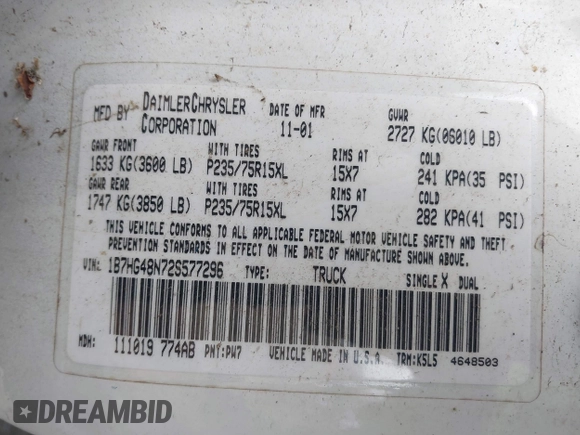 MFD BY DAIMLERCHRYSLER CORPORATION DATE OF MFR 11-01 GVWR 2727 KG(06010 LB)
GAWR FRONT WITH TIRES RIMS AT COLD
1633 KG(3600 LB) P235/75R15XL 15X7 241 KPA(35 PSI)
GAWR REAR WITH TIRES RIMS AT COLD
1747 KG(3850 LB) P235/75R15XL 15X7 282 KPA(41 PSI)
THIS VEHICLE CONFORMS TO ALL APPLICABLE FEDERAL MOTOR VEHICLE SAFETY AND THEFT
PREVENTION STANDARDS IN EFFECT ON THE DATE OF MANUFACTURE SHOWN ABOVE.
VIN: 1B7HG48N72S577296 TYPE: TRUCK SINGLE X DUAL
MDH: 111019 774AB PNT:PW7 VEHICLE MADE IN U.S.A. TRM:K5L5 4648503
DREAMBID